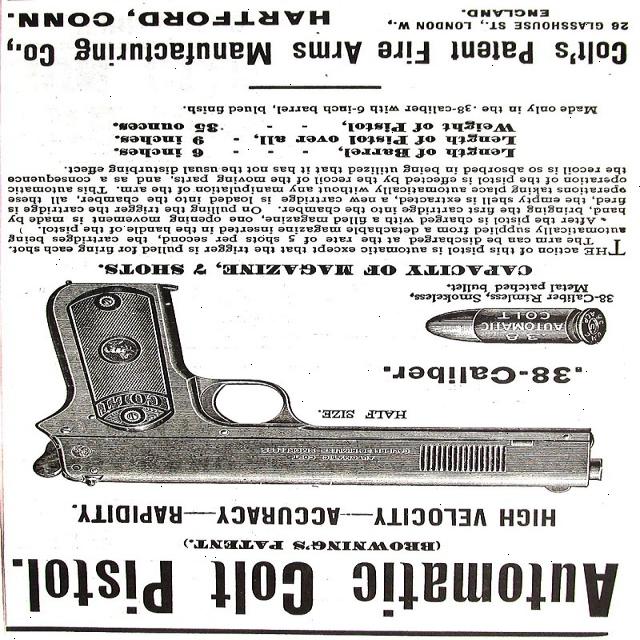 Automatic Colt Pistol.
(BROWNING'S PATENT.)
HIGH VELOCITY—ACCURACY—RAPIDITY.
AUTOMATIC COLT
CALIBRE 38 RIMLESS SMOKELESS
HALF SIZE.
COLT
.38-Caliber.
38
AUTOMATIC
COLT
38-Caliber Rimless, Smokeless,
Metal patched bullet.
CAPACITY OF MAGAZINE, 7 SHOTS.
THE action of this pistol is automatic except that the trigger is pulled for firing each shot.
The arm can be discharged at the rate of 5 shots per second, the cartridges being
automatically supplied from a detachable magazine inserted in the handle of the pistol.
After the pistol is charged with a filled magazine, one opening movement is made by
hand, bringing the first cartridge into the chamber. On pulling the trigger the cartridge is
fired, the empty shell is extracted, a new cartridge is loaded into the chamber, all these
operations taking place automatically without any manipulation of the arm. This automatic
operation of the pistol is effected by the recoil of the moving parts, and as a consequence
the recoil is so absorbed in being utilized that it has not the usual disturbing effect.
Length of Barrel, - - - 6 inches.
Length of Pistol over all, - 9 inches.
Weight of Pistol, - - - 35 ounces.
Made only in the .38-caliber with 6-inch barrel, blued finish.
Colt's Patent Fire Arms Manufacturing Co.,
26 GLASSHOUSE ST., LONDON W.,
ENGLAND.
HARTFORD, CONN.